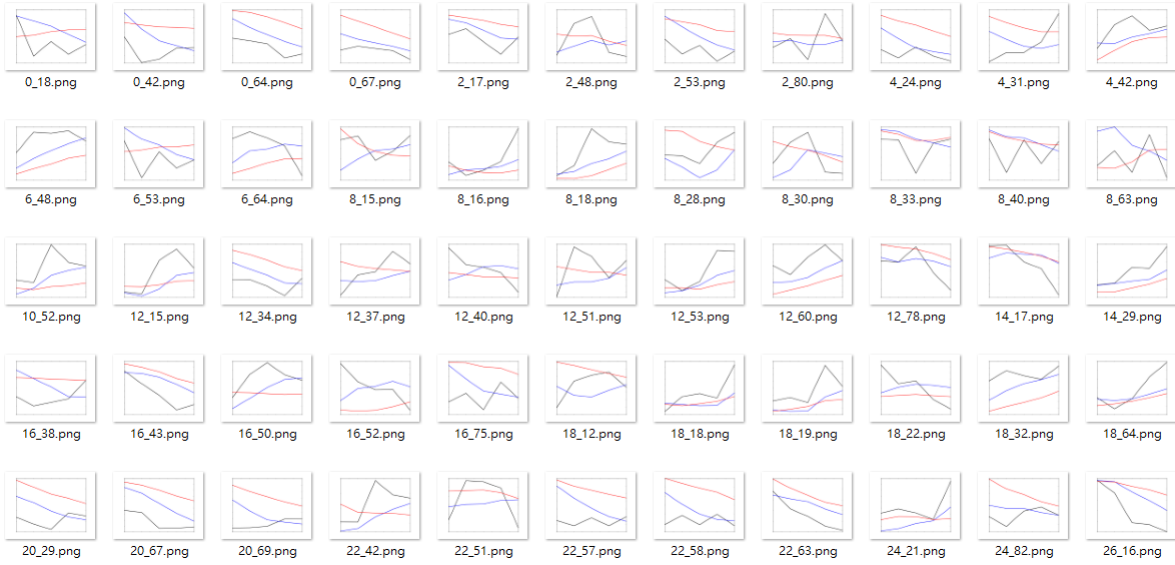 0_18.png 0_42.png 0_64.png 0_67.png 2_17.png 2_48.png 2_53.png 2_80.png 4_24.png 4_31.png 4_42.png
6_48.png 6_53.png 6_64.png 8_15.png 8_16.png 8_18.png 8_28.png 8_30.png 8_33.png 8_40.png 8_63.png
10_52.png 12_15.png 12_34.png 12_37.png 12_40.png 12_51.png 12_53.png 12_60.png 12_78.png 14_17.png 14_29.png
16_38.png 16_43.png 16_50.png 16_52.png 16_75.png 18_12.png 18_18.png 18_19.png 18_22.png 18_32.png 18_64.png
20_29.png 20_67.png 20_69.png 22_42.png 22_51.png 22_57.png 22_58.png 22_63.png 24_21.png 24_82.png 26_16.png